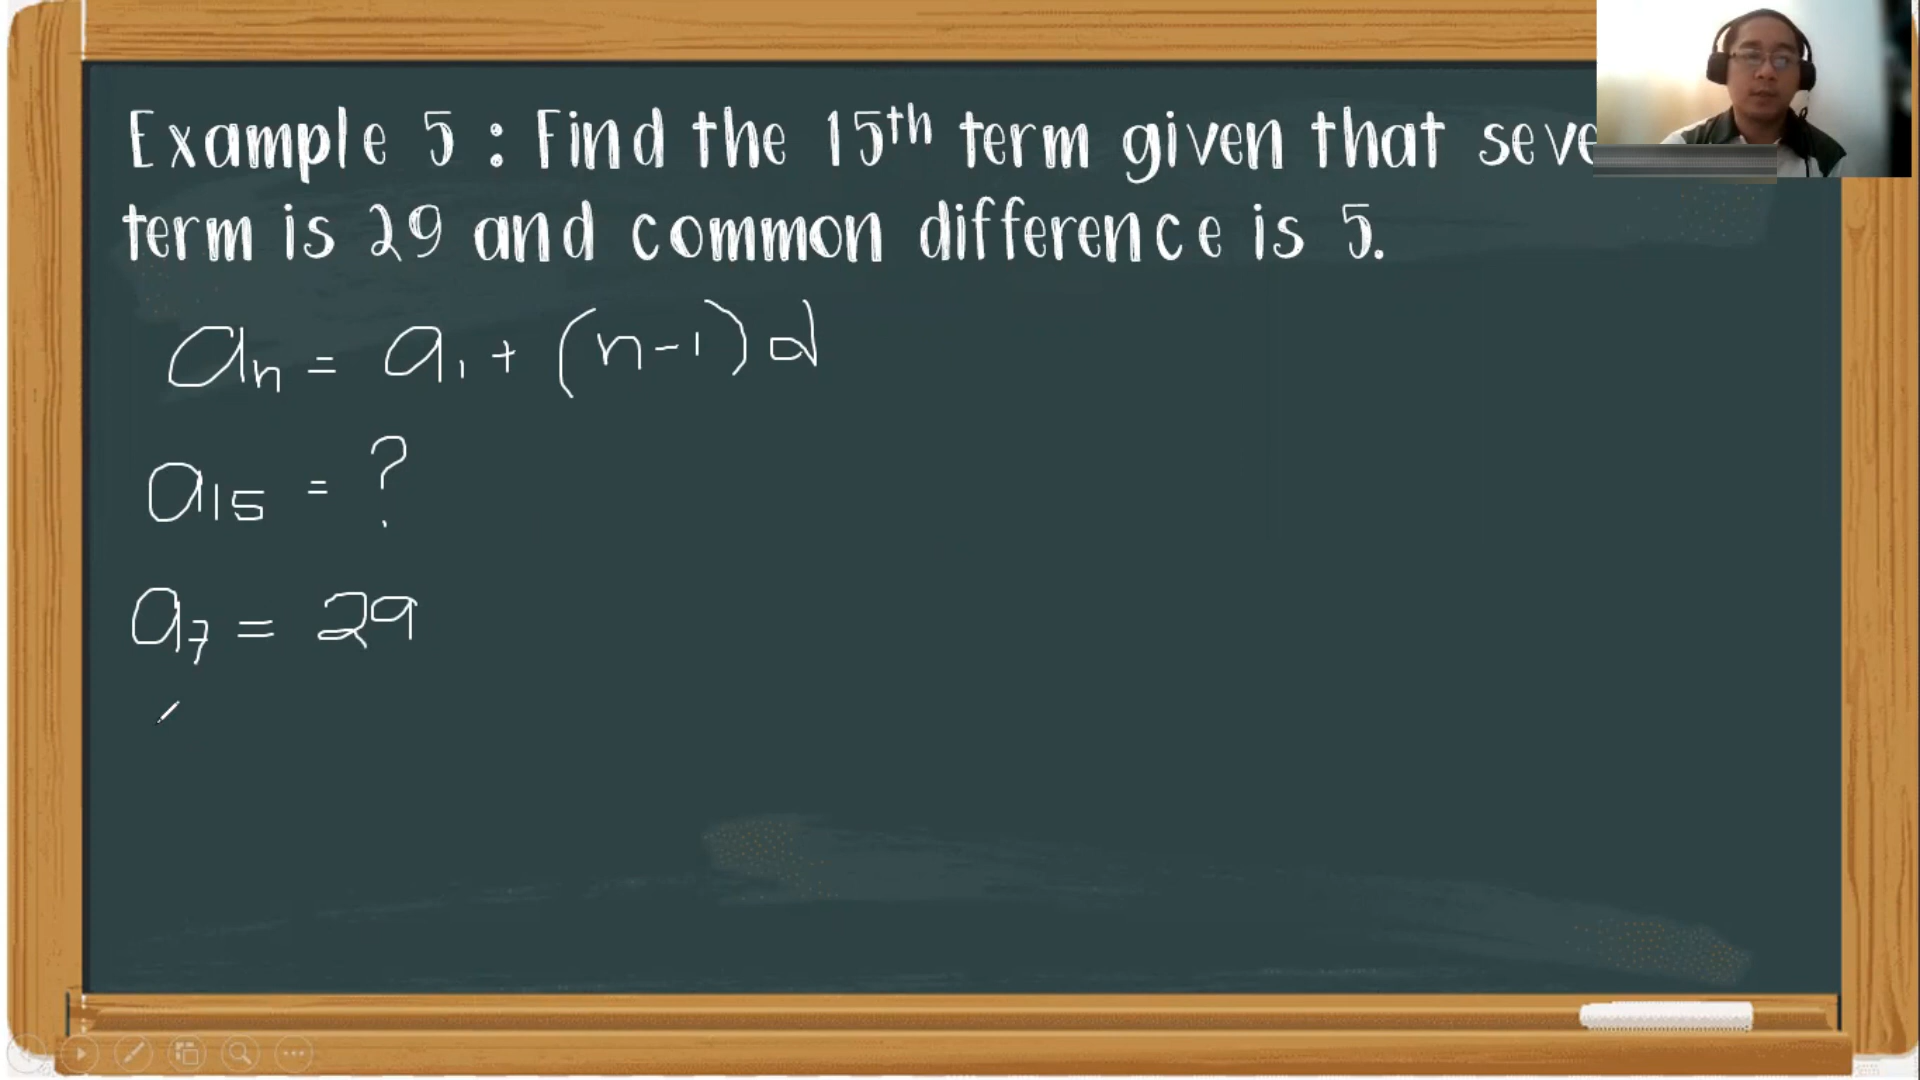 Example 5 : Find the 15th term given that seve
term is 29 and common difference is 5.
an = a1 + (n-1) d
a15 = ?
a7 = 29